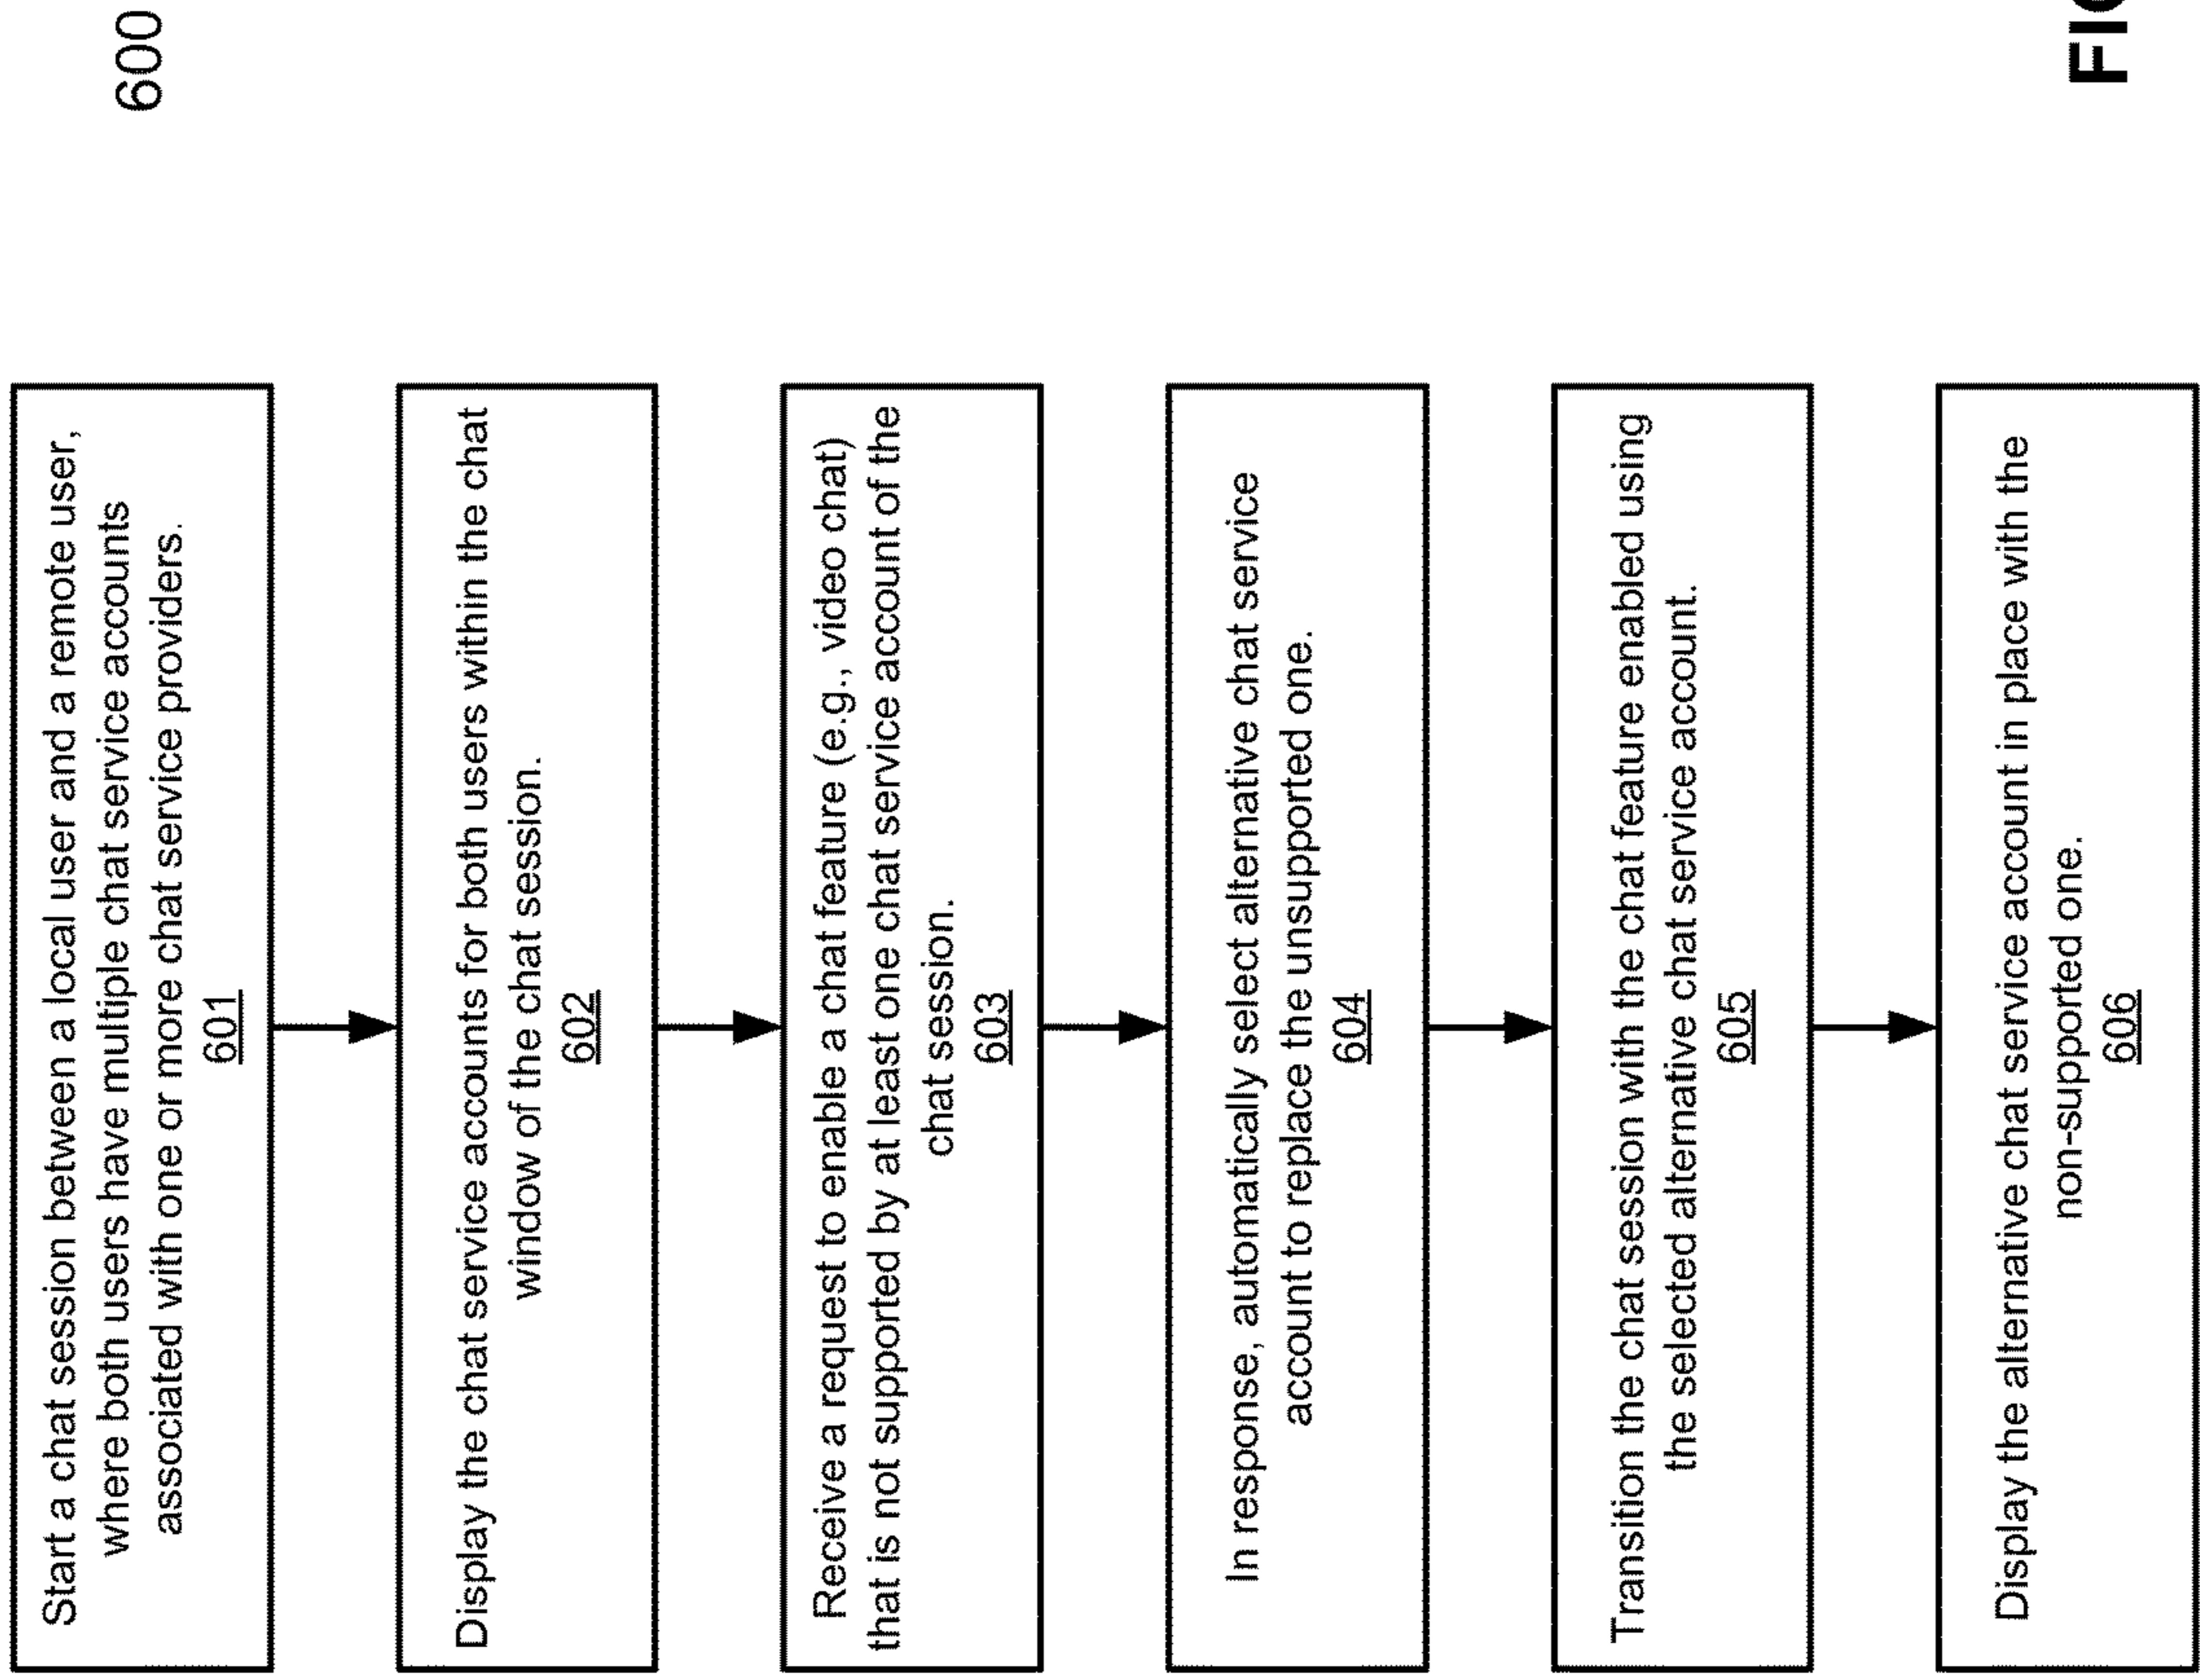 600
Start a chat session between a local user and a remote user,
where both users have multiple chat service accounts
associated with one or more chat service providers.
601
Display the chat service accounts for both users within the chat
window of the chat session.
602
Receive a request to enable a chat feature (e.g., video chat)
that is not supported by at least one chat service account of the
chat session.
603
In response, automatically select alternative chat service
account to replace the unsupported one.
604
Transition the chat session with the chat feature enabled using
the selected alternative chat service account.
605
Display the alternative chat service account in place with the
non-supported one.
606